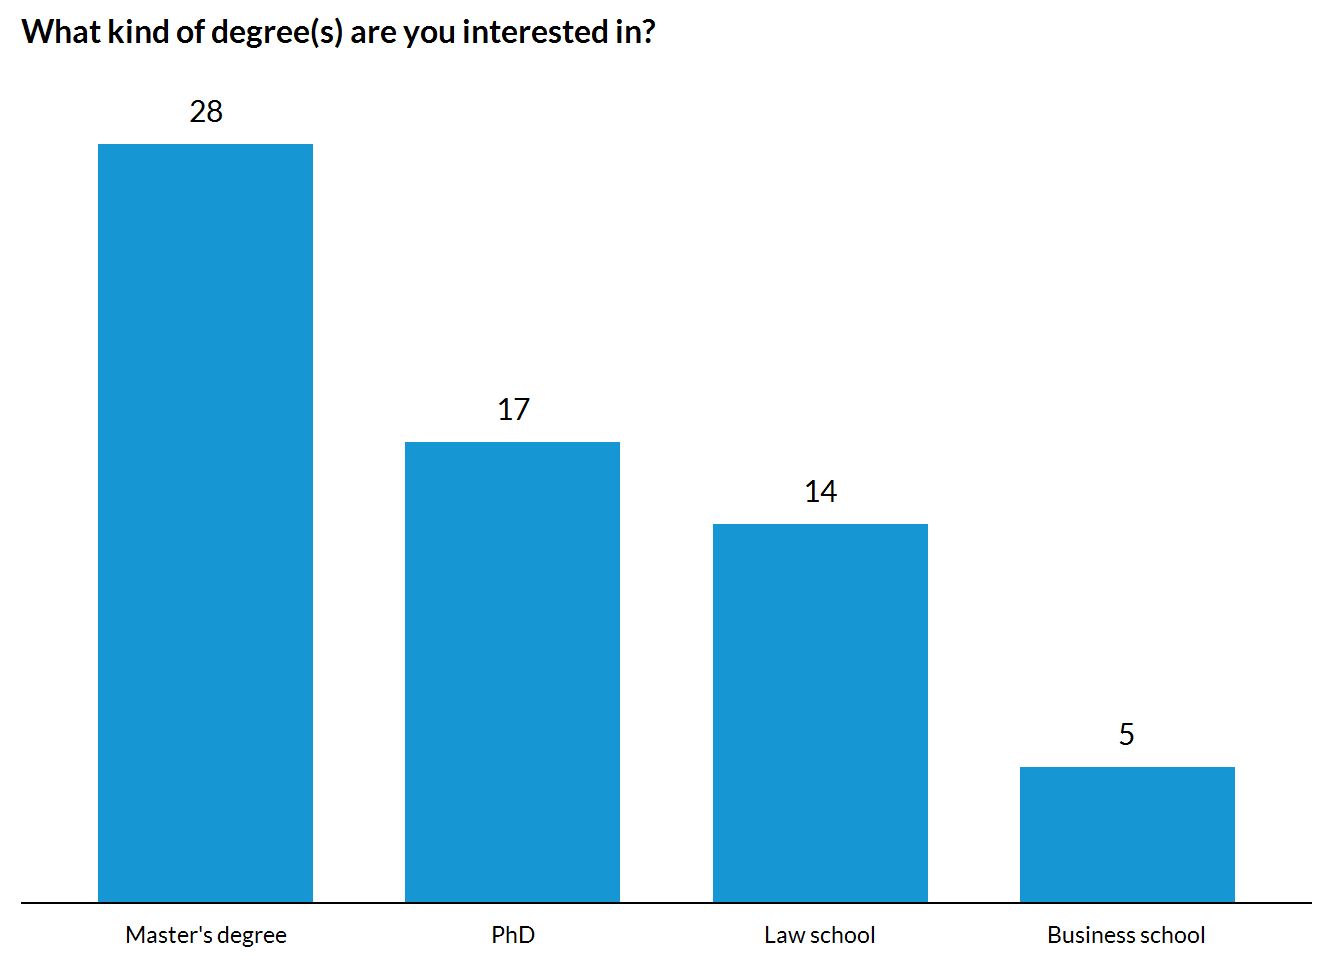 What kind of degree(s) are you interested in?
28
17
14
5
Master's degree
PhD
Law school
Business school